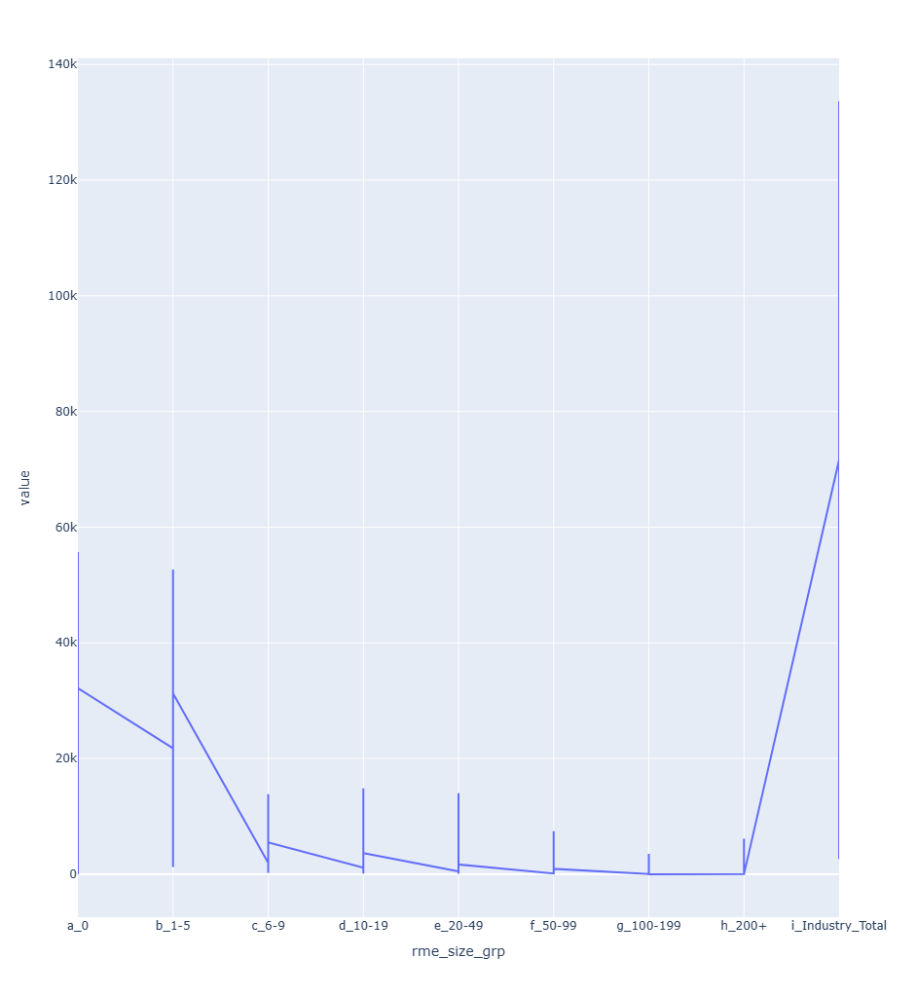 140k
120k
100k
80k
60k
40k
20k
0
value
a_0 b_1-5 c_6-9 d_10-19 e_20-49 f_50-99 g_100-199 h_200+ i_Industry_Total
rme_size_grp